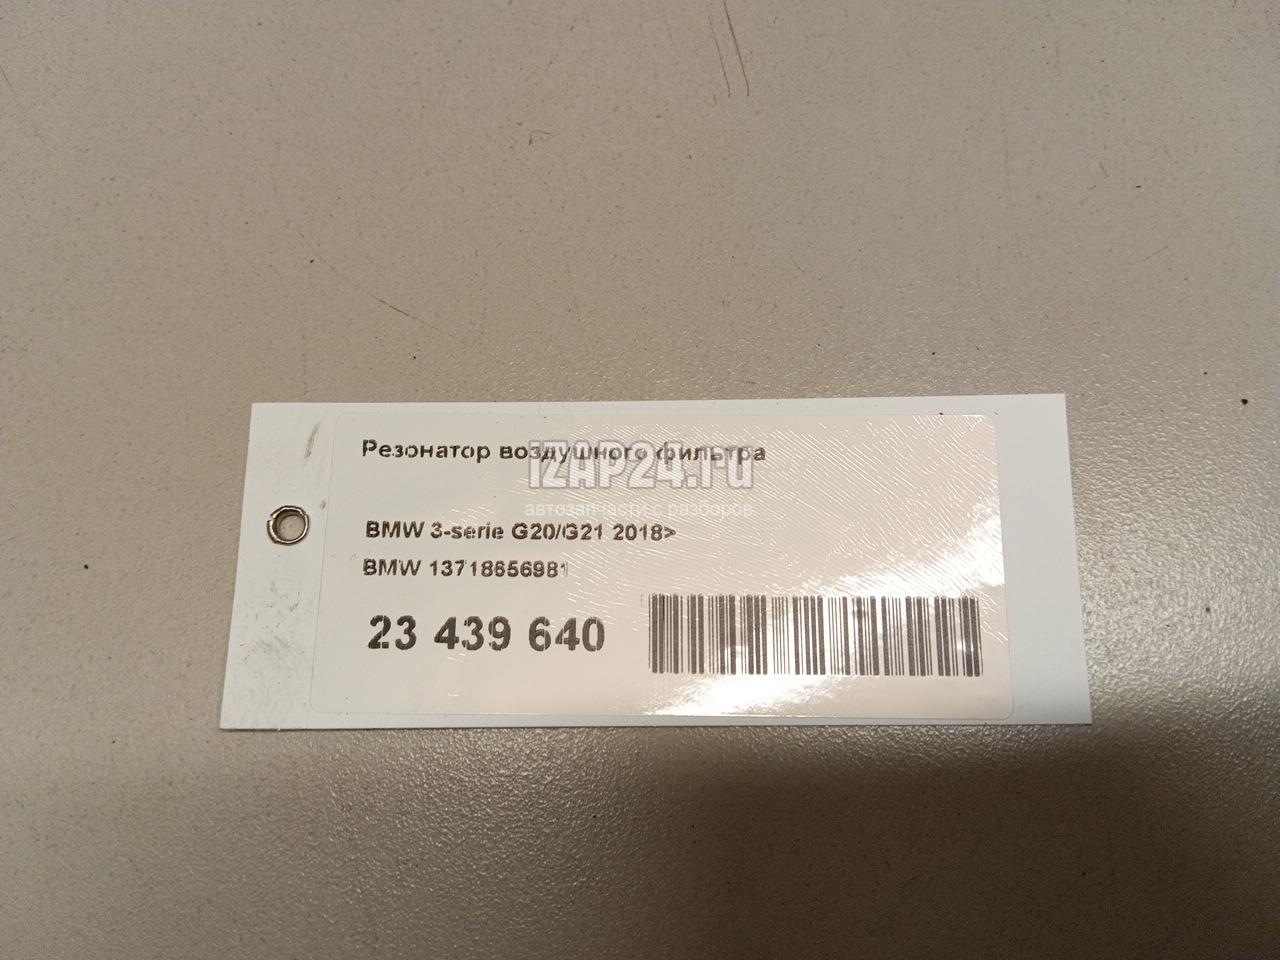 Резонатор воздушного фильтра
IZAP24.ru
автозапчасти с разборов
BMW 3-serie G20/G21 2018>
BMW 13718656981
23 439 640